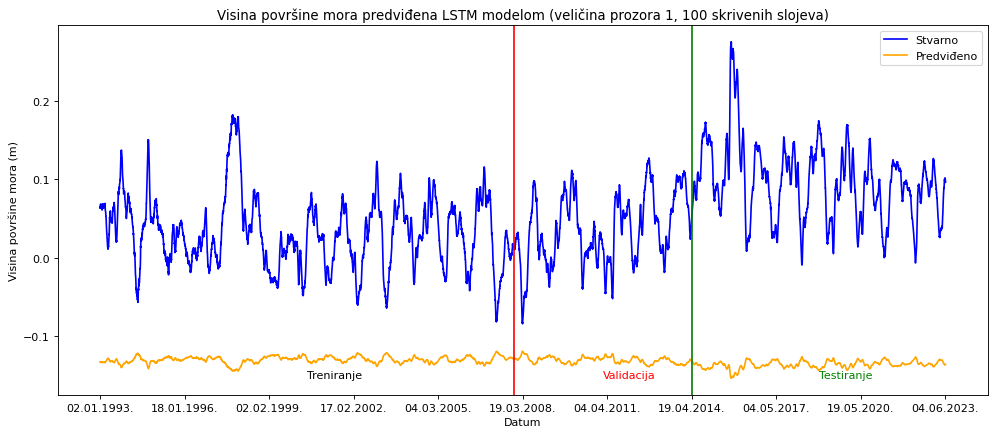 Visina površine mora predviđena LSTM modelom (veličina prozora 1, 100 skrivenih slojeva)
Stvarno
Predviđeno
0.2
0.1
0.0
−0.1
Visina površine mora (m)
Treniranje
Validacija
Testiranje
02.01.1993.
18.01.1996.
02.02.1999.
17.02.2002.
04.03.2005.
19.03.2008.
04.04.2011.
19.04.2014.
04.05.2017.
19.05.2020.
04.06.2023.
Datum